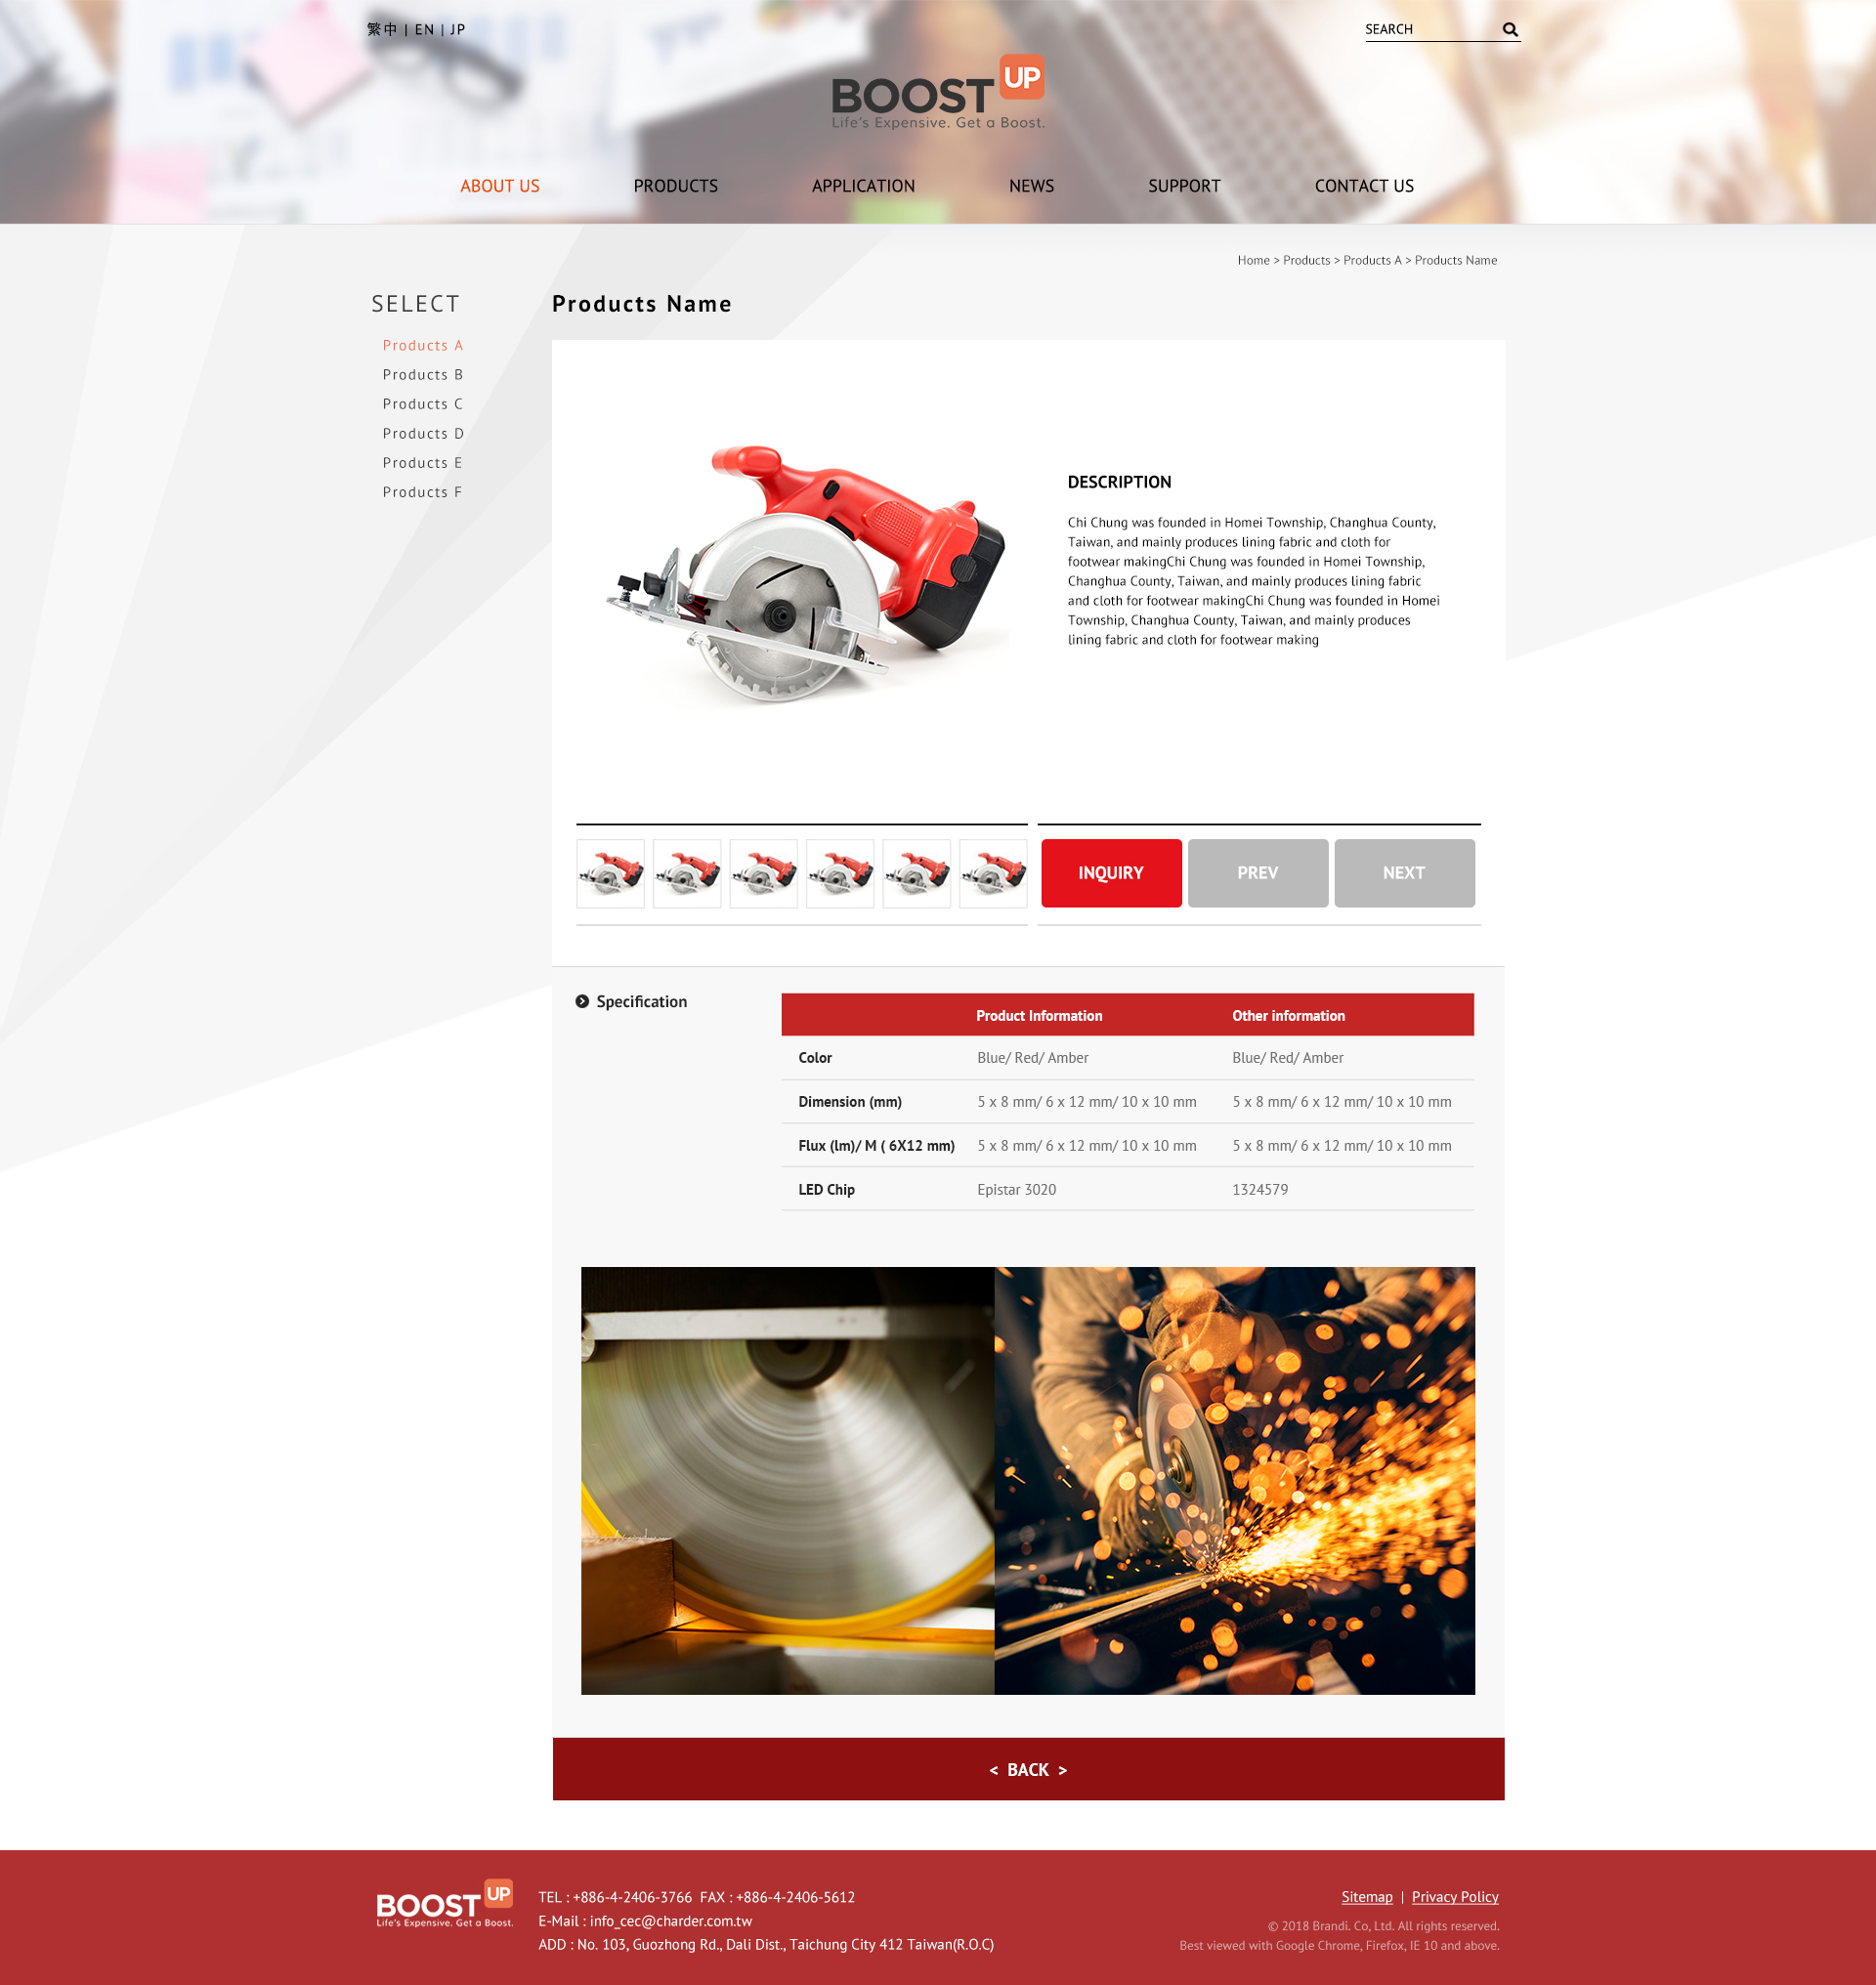 繁中 | EN | JP
SEARCH
BOOST UP
Life's Expensive. Get a Boost.
ABOUT US PRODUCTS APPLICATION NEWS SUPPORT CONTACT US
Home > Products > Products A > Products Name
SELECT
Products A
Products B
Products C
Products D
Products E
Products F
Products Name
DESCRIPTION
Chi Chung was founded in Homei Township, Changhua County,
Taiwan, and mainly produces lining fabric and cloth for
footwear makingChi Chung was founded in Homei Township,
Changhua County, Taiwan, and mainly produces lining fabric
and cloth for footwear makingChi Chung was founded in Homei
Township, Changhua County, Taiwan, and mainly produces
lining fabric and cloth for footwear making
INQUIRY PREV NEXT
Specification
Product Information Other information
Color Blue/ Red/ Amber Blue/ Red/ Amber
Dimension (mm) 5 x 8 mm/ 6 x 12 mm/ 10 x 10 mm 5 x 8 mm/ 6 x 12 mm/ 10 x 10 mm
Flux (lm)/ M ( 6X12 mm) 5 x 8 mm/ 6 x 12 mm/ 10 x 10 mm 5 x 8 mm/ 6 x 12 mm/ 10 x 10 mm
LED Chip Epistar 3020 1324579
< BACK >
BOOST UP
Life's Expensive. Get a Boost.
TEL : +886-4-2406-3766 FAX : +886-4-2406-5612
E-Mail : info_cec@charder.com.tw
ADD : No. 103, Guozhong Rd., Dali Dist., Taichung City 412 Taiwan(R.O.C)
Sitemap | Privacy Policy
© 2018 Brandi. Co, Ltd. All rights reserved.
Best viewed with Google Chrome, Firefox, IE 10 and above.